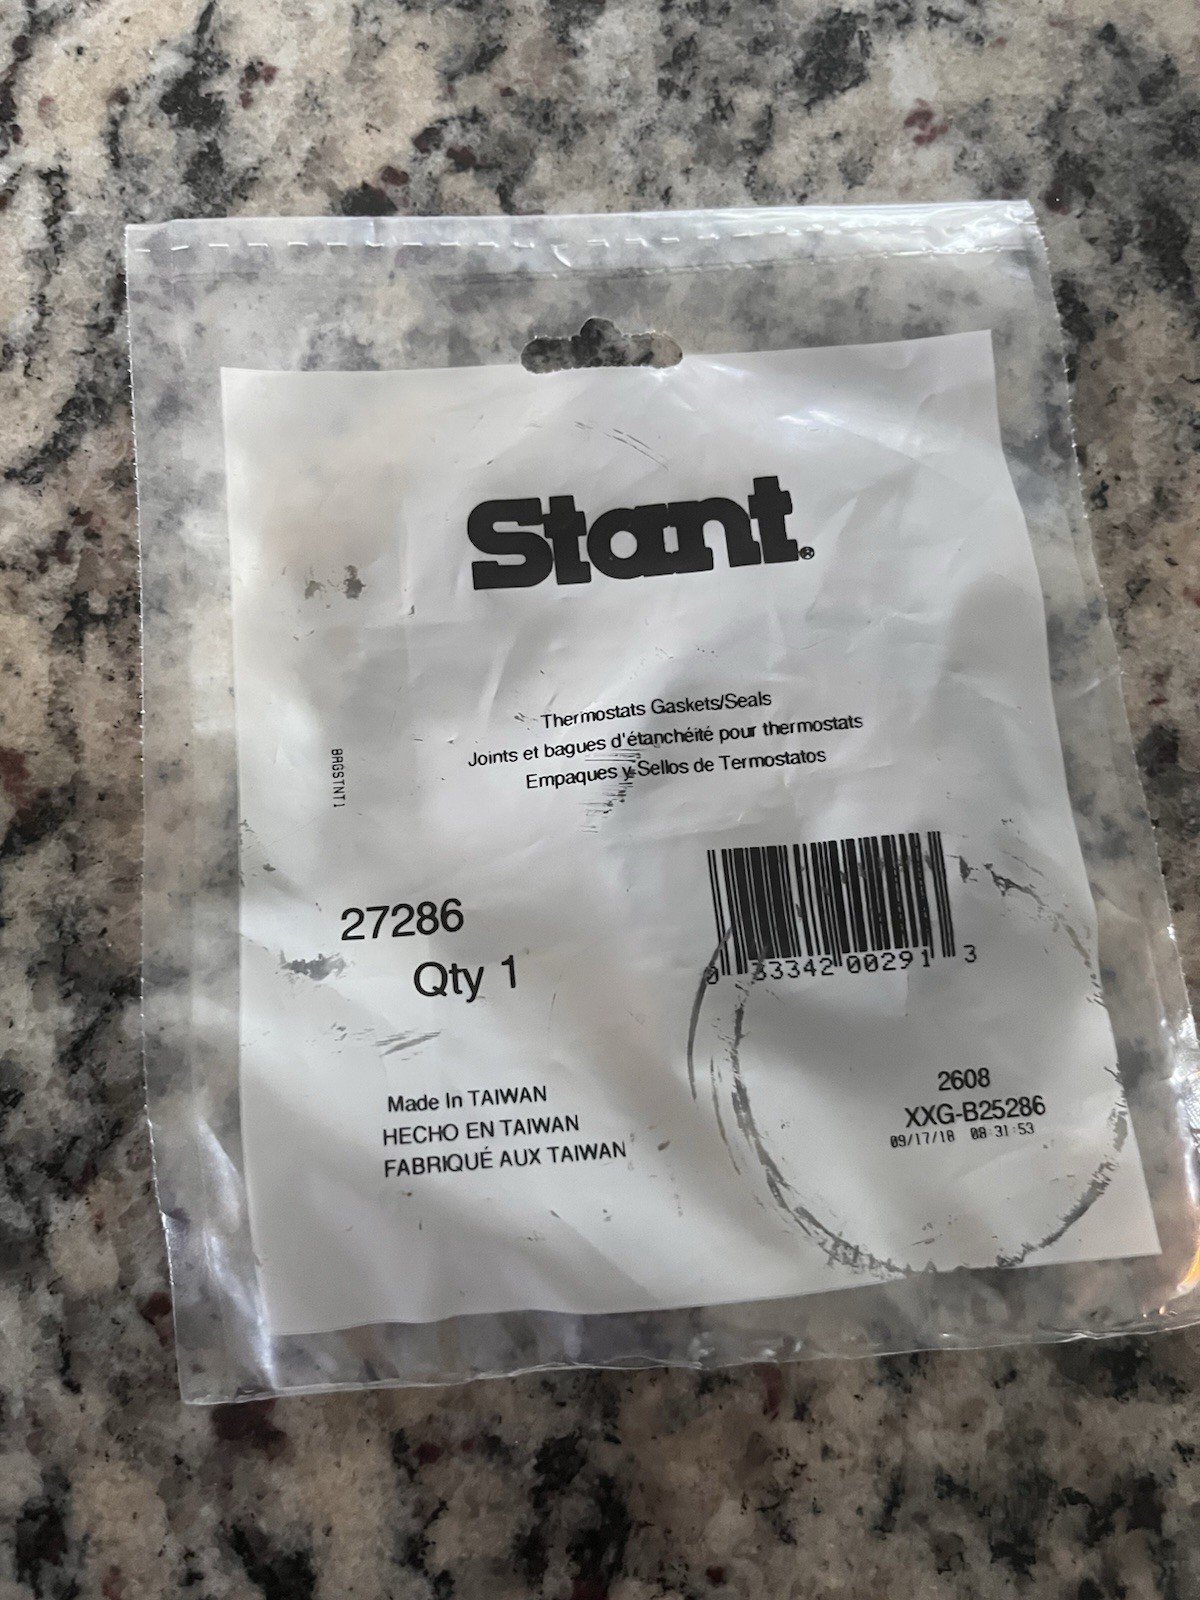 Stant®
Thermostats Gaskets/Seals
Joints et bagues d'étanchéité pour thermostats
Empaques y Sellos de Termostatos
BAGSTNT1
27286
Qty 1
0 33342 00291 3
Made In TAIWAN
HECHO EN TAIWAN
FABRIQUÉ AUX TAIWAN
2608
XXG-B25286
09/17/18 08:31:53